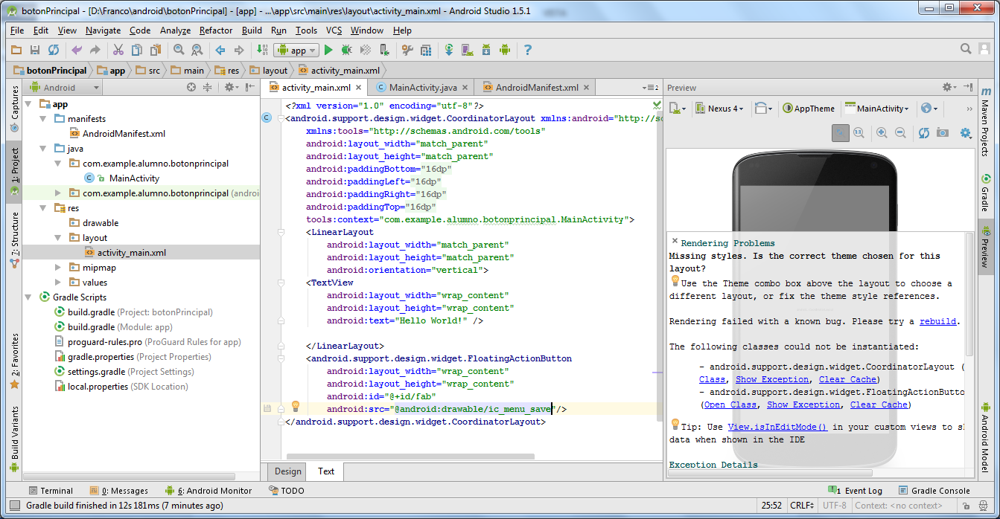 botonPrincipal - [D:\Franco\android\botonPrincipal] - [app] - ...\app\src\main\res\layout\activity_main.xml - Android Studio 1.5.1
File Edit View Navigate Code Analyze Refactor Build Run Tools VCS Window Help
app
botonPrincipal app src main res layout activity_main.xml
Captures
1: Project
7: Structure
2: Favorites
Build Variants
Android
app
manifests
AndroidManifest.xml
java
com.example.alumno.botonprincipal
MainActivity
com.example.alumno.botonprincipal (androi
res
drawable
layout
activity_main.xml
mipmap
values
Gradle Scripts
build.gradle (Project: botonPrincipal)
build.gradle (Module: app)
proguard-rules.pro (ProGuard Rules for app)
gradle.properties (Project Properties)
settings.gradle (Project Settings)
local.properties (SDK Location)
activity_main.xml MainActivity.java AndroidManifest.xml 2
<?xml version="1.0" encoding="utf-8"?>
<android.support.design.widget.CoordinatorLayout xmlns:android="http://sc
xmlns:tools="http://schemas.android.com/tools"
android:layout_width="match_parent"
android:layout_height="match_parent"
android:paddingBottom="16dp"
android:paddingLeft="16dp"
android:paddingRight="16dp"
android:paddingTop="16dp"
tools:context="com.example.alumno.botonprincipal.MainActivity">
<LinearLayout
android:layout_width="match_parent"
android:layout_height="match_parent"
android:orientation="vertical">
<TextView
android:layout_width="wrap_content"
android:layout_height="wrap_content"
android:text="Hello World!" />
</LinearLayout>
<android.support.design.widget.FloatingActionButton
android:layout_width="wrap_content"
android:layout_height="wrap_content"
android:id="@+id/fab"
android:src="@android:drawable/ic_menu_save"/>
</android.support.design.widget.CoordinatorLayout>
Design Text
Preview
Nexus 4 AppTheme MainActivity
1:1
Rendering Problems
Missing styles. Is the correct theme chosen for this
layout?
Use the Theme combo box above the layout to choose a
different layout, or fix the theme style references.
Rendering failed with a known bug. Please try a rebuild.
The following classes could not be instantiated:
- android.support.design.widget.CoordinatorLayout (
Class, Show Exception, Clear Cache)
- android.support.design.widget.FloatingActionButto
(Open Class, Show Exception, Clear Cache)
Tip: Use View.isInEditMode() in your custom views to sk
data when shown in the IDE
Exception Details
Maven Projects
Gradle
Preview
Android Model
Terminal 0: Messages 6: Android Monitor TODO 1 Event Log Gradle Console
Gradle build finished in 12s 181ms (7 minutes ago) 25:52 CRLF UTF-8 Context: <no context>